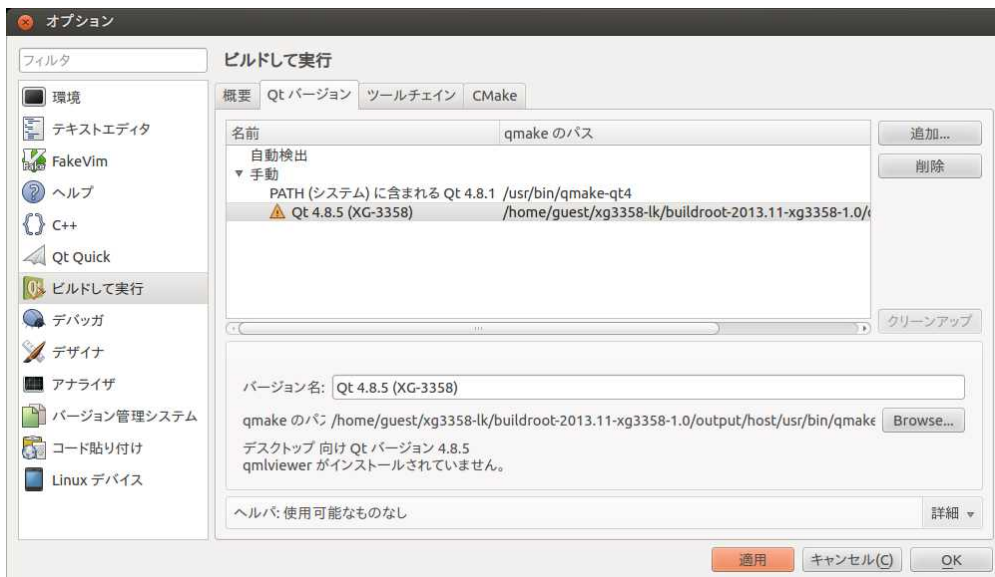 オプション
フィルタ
環境
テキストエディタ
FakeVim
ヘルプ
C++
Qt Quick
ビルドして実行
デバッガ
デザイナ
アナライザ
バージョン管理システム
コード貼り付け
Linux デバイス
ビルドして実行
概要 Qt バージョン ツールチェイン CMake
名前 qmake のパス
自動検出
手動
PATH (システム) に含まれる Qt 4.8.1 /usr/bin/qmake-qt4
Qt 4.8.5 (XG-3358) /home/guest/xg3358-lk/buildroot-2013.11-xg3358-1.0/
追加...
削除
クリーンアップ
バージョン名: Qt 4.8.5 (XG-3358)
qmake のパス /home/guest/xg3358-lk/buildroot-2013.11-xg3358-1.0/output/host/usr/bin/qmake Browse...
デスクトップ 向け Qt バージョン 4.8.5
qmlviewer がインストールされていません。
ヘルパ: 使用可能なものなし 詳細
適用 キャンセル(C) OK